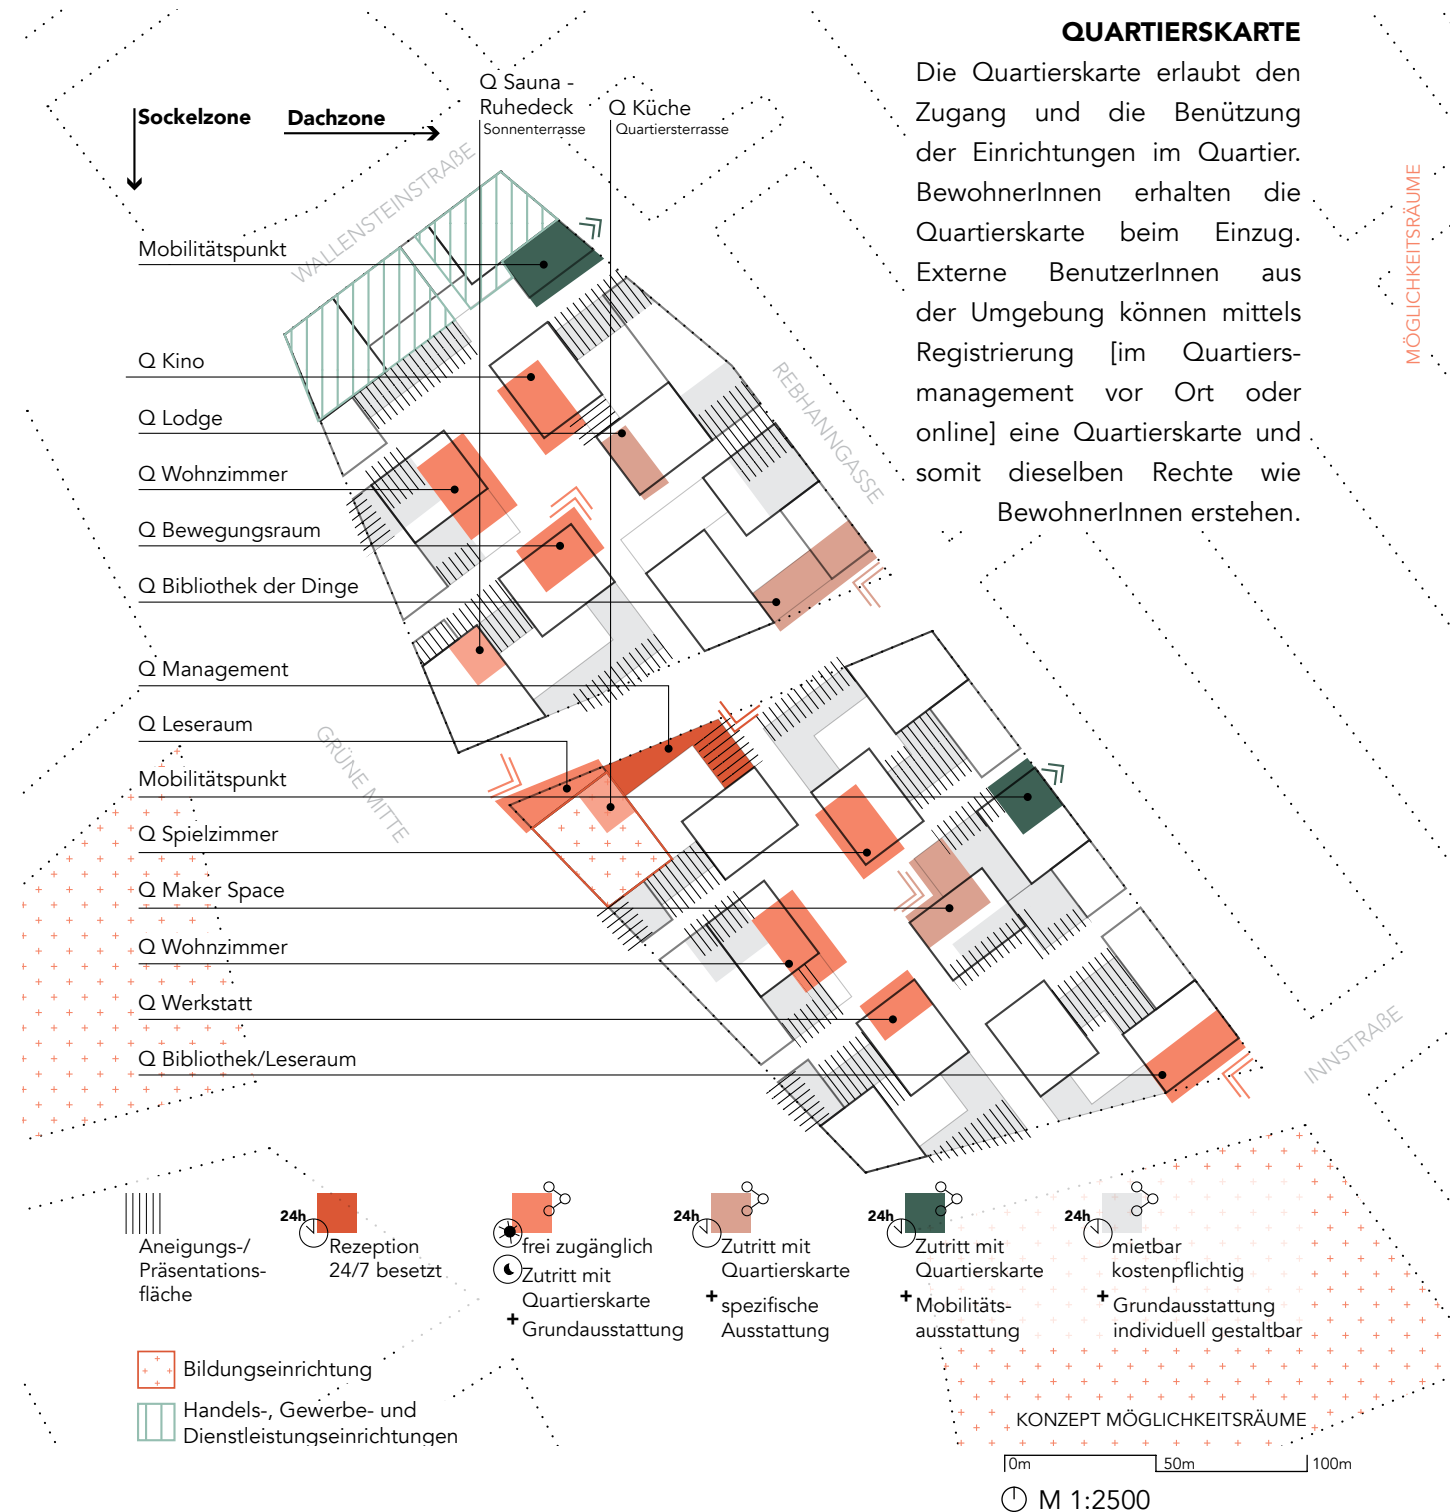 QUARTIERSKARTE
Die Quartierskarte erlaubt den
Zugang und die Benützung
der Einrichtungen im Quartier.
BewohnerInnen erhalten die
Quartierskarte beim Einzug.
Externe BenutzerInnen aus
der Umgebung können mittels
Registrierung [im Quartiers-
management vor Ort oder
online] eine Quartierskarte und
somit dieselben Rechte wie
BewohnerInnen erstehen.
MÖGLICHKEITSRÄUME
Sockelzone
Dachzone
Q Sauna -
Ruhedeck
Sonnenterrasse
Q Küche
Quartiersterrasse
WALLENSTEINSTRAßE
REBHANNGASSE
GRÜNE MITTE
INNSTRAßE
Mobilitätspunkt
Q Kino
Q Lodge
Q Wohnzimmer
Q Bewegungsraum
Q Bibliothek der Dinge
Q Management
Q Leseraum
Mobilitätspunkt
Q Spielzimmer
Q Maker Space
Q Wohnzimmer
Q Werkstatt
Q Bibliothek/Leseraum
Aneigungs-/
Präsentations-
fläche
24h
Rezeption
24/7 besetzt
frei zugänglich
Zutritt mit
Quartierskarte
+ Grundausstattung
24h
Zutritt mit
Quartierskarte
+ spezifische
Ausstattung
24h
Zutritt mit
Quartierskarte
+ Mobilitäts-
ausstattung
24h
mietbar
kostenpflichtig
+ Grundausstattung
individuell gestaltbar
Bildungseinrichtung
Handels-, Gewerbe- und
Dienstleistungseinrichtungen
KONZEPT MÖGLICHKEITSRÄUME
0m 50m 100m
M 1:2500